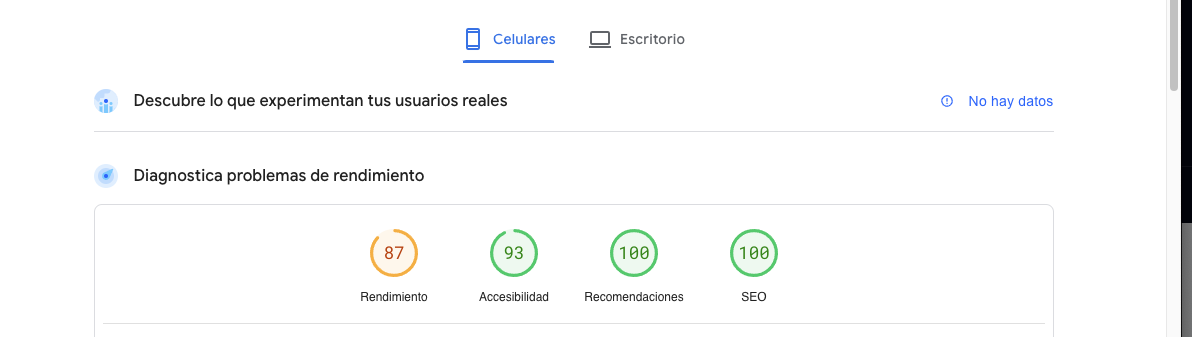 Celulares
Escritorio
Descubre lo que experimentan tus usuarios reales
No hay datos
Diagnostica problemas de rendimiento
87
93
100
100
Rendimiento
Accesibilidad
Recomendaciones
SEO